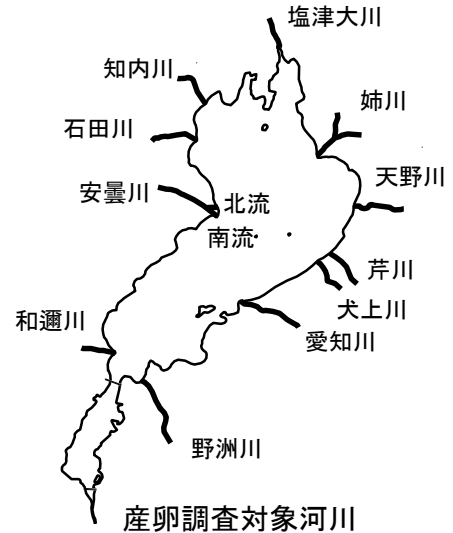 塩津大川
知内川
姉川
石田川
天野川
安曇川
北流
南流
芹川
犬上川
和邇川
愛知川
野洲川
産卵調査対象河川